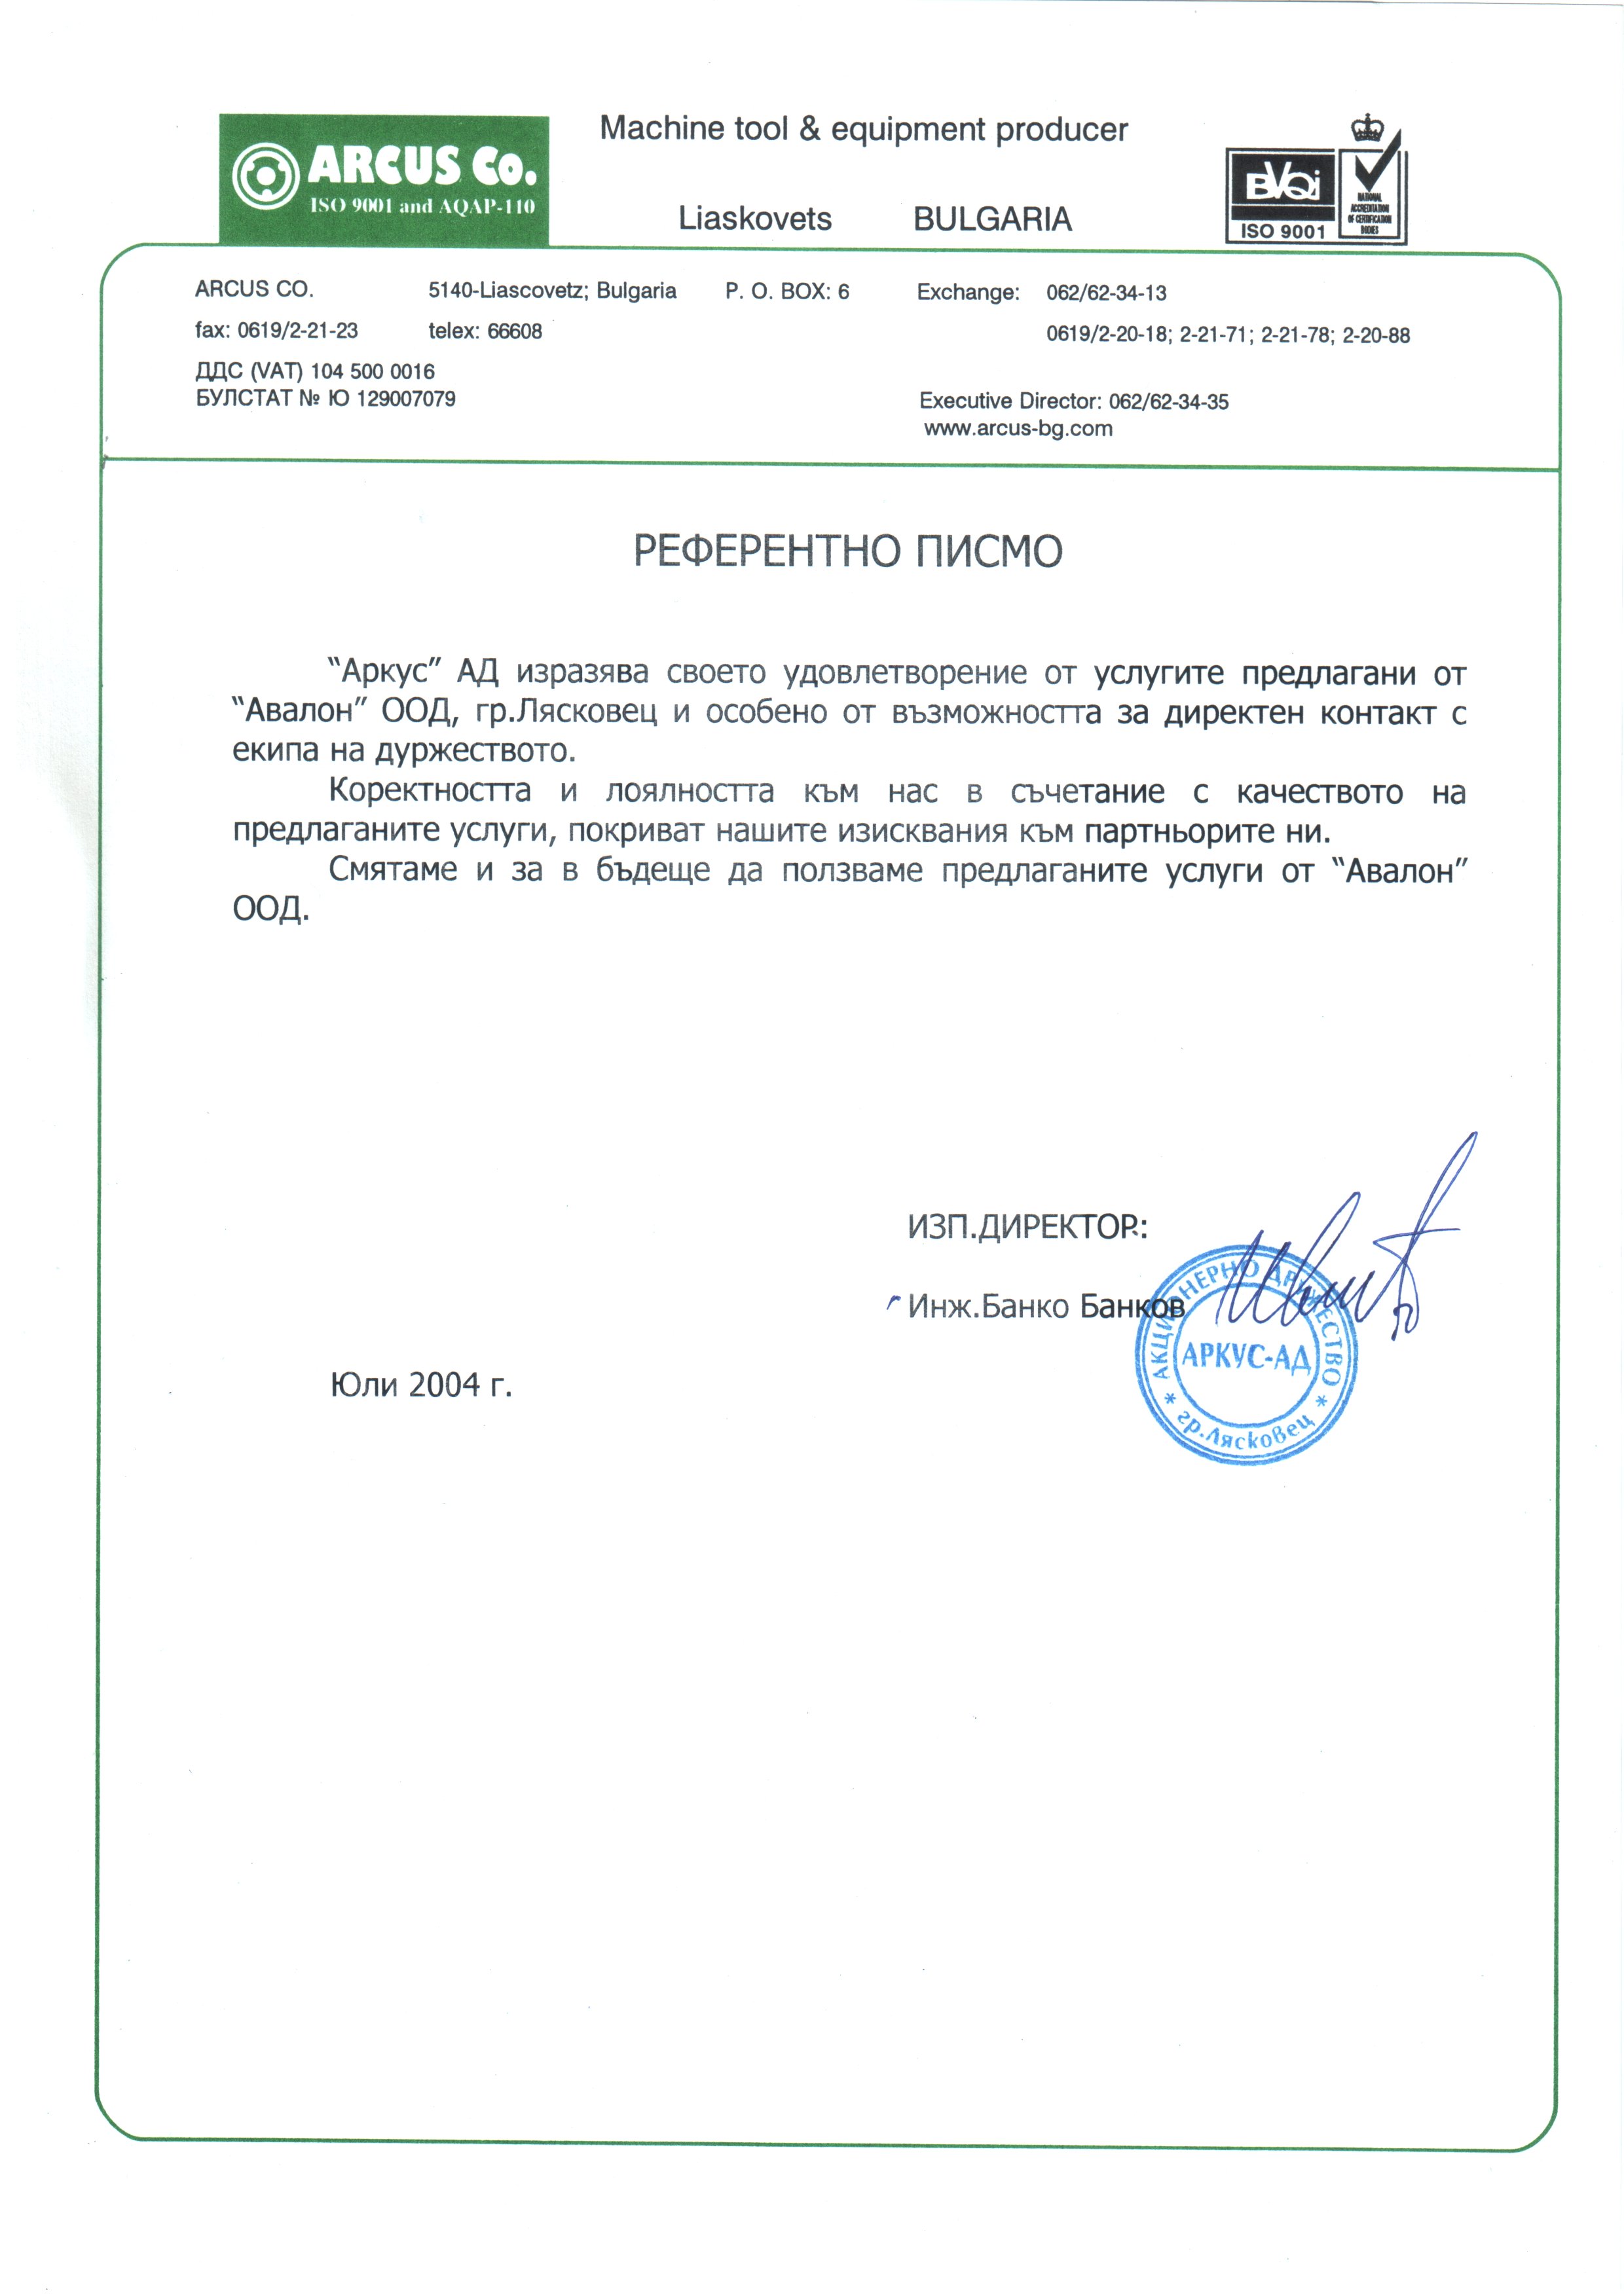 ARCUS Co.
ISO 9001 and AQAP-110
Machine tool & equipment producer
Liaskovets BULGARIA
BVQi
ISO 9001
NATIONAL
ACCREDITATION
OF CERTIFICATION
BODIES
ARCUS CO. 5140-Liascovetz; Bulgaria P. O. BOX: 6 Exchange: 062/62-34-13
fax: 0619/2-21-23 telex: 66608 0619/2-20-18; 2-21-71; 2-21-78; 2-20-88
ДДС (VAT) 104 500 0016
БУЛСТАТ № Ю 129007079
Executive Director: 062/62-34-35
www.arcus-bg.com
РЕФЕРЕНТНО ПИСМО
“Аркус” АД изразява своето удовлетворение от услугите предлагани от
“Авалон” ООД, гр.Лясковец и особено от възможността за директен контакт с
екипа на дуржеството.
Коректността и лоялността към нас в съчетание с качеството на
предлаганите услуги, покриват нашите изисквания към партньорите ни.
Смятаме и за в бъдеще да ползваме предлаганите услуги от “Авалон”
ООД.
ИЗП.ДИРЕКТОР:
Инж.Банко Банков
АКЦИОНЕРНО ДРУЖЕСТВО
АРКУС-АД
* гр.Лясковец *
Юли 2004 г.